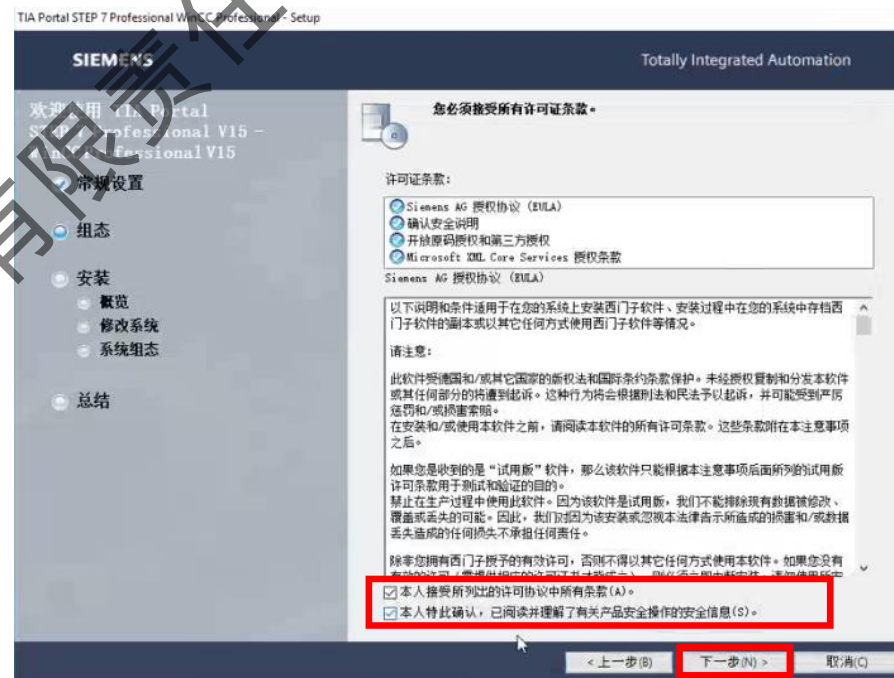 TIA Portal STEP 7 Professional WinCC Professional - Setup
SIEMENS
Totally Integrated Automation
欢迎使用 TIA Portal
STEP 7 Professional V15 -
WinCC Professional V15
常规设置
组态
安装
概览
修改系统
系统组态
总结
您必须接受所有许可证条款。
许可证条款:
Siemens AG 授权协议 (EULA)
确认安全说明
开放原码授权和第三方授权
Microsoft XML Core Services 授权条款
Siemens AG 授权协议 (EULA)
以下说明和条件适用于在您的系统上安装西门子软件、安装过程中在您的系统中存档西
门子软件的副本或以其它任何方式使用西门子软件等情况。
请注意:
此软件受德国和/或其它国家的版权法和国际条约条款保护。未经授权复制和分发本软件
或其任何部分的将遭到起诉。这种行为将会根据刑法和民法予以起诉，并可能受到严厉
惩罚和/或损害索赔。
在安装和/或使用本软件之前，请阅读本软件的所有许可条款。这些条款附在本注意事项
之后。
如果您是收到的是“试用版”软件，那么该软件只能根据本注意事项后面所列的试用版
许可条款用于测试和验证的目的。
禁止在生产过程中使用此软件。因为该软件是试用版，我们不能排除现有数据被修改、
覆盖或丢失的可能。因此，我们对因为该安装或忽视本法律告示所造成的损害和/或数据
丢失造成的任何损失不承担任何责任。
除非您拥有西门子授予的有效许可，否则不得以其它任何方式使用本软件。如果您没有
本人接受所列出的许可协议中所有条款(A)。
本人特此确认，已阅读并理解了有关产品安全操作的安全信息(S)。
<上一步(B)
下一步(N) >
取消(C)
有限责任